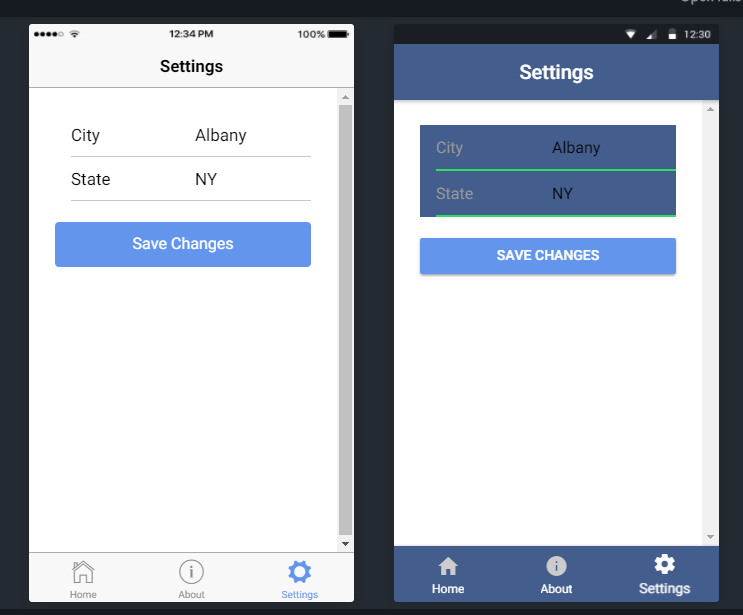 12:34 PM
100%
Settings
City Albany
State NY
Save Changes
Home About Settings
12:30
Settings
City Albany
State NY
SAVE CHANGES
Home About Settings